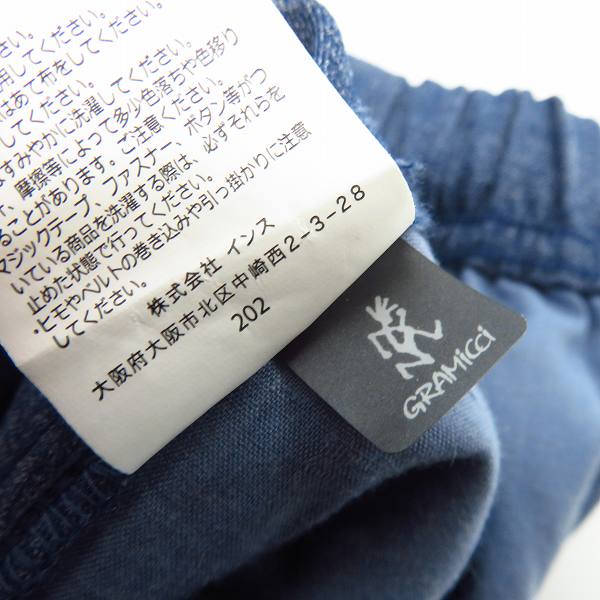 さい。
用してください。
はあて布をしてください。
してください。
すみやかに洗濯してください。
、摩擦等によって多少色落ちや色移り
ることがあります。ご注意ください。
マジックテープ、ファスナー、ボタン等がつ
いている商品を洗濯する際は、必ずそれらを
止めた状態で行ってください。
・ヒモやベルトの巻き込みや引っ掛かりに注意
してください。
株式会社 インス
大阪府大阪市北区中崎西2-3-28
202
GRAMICCI